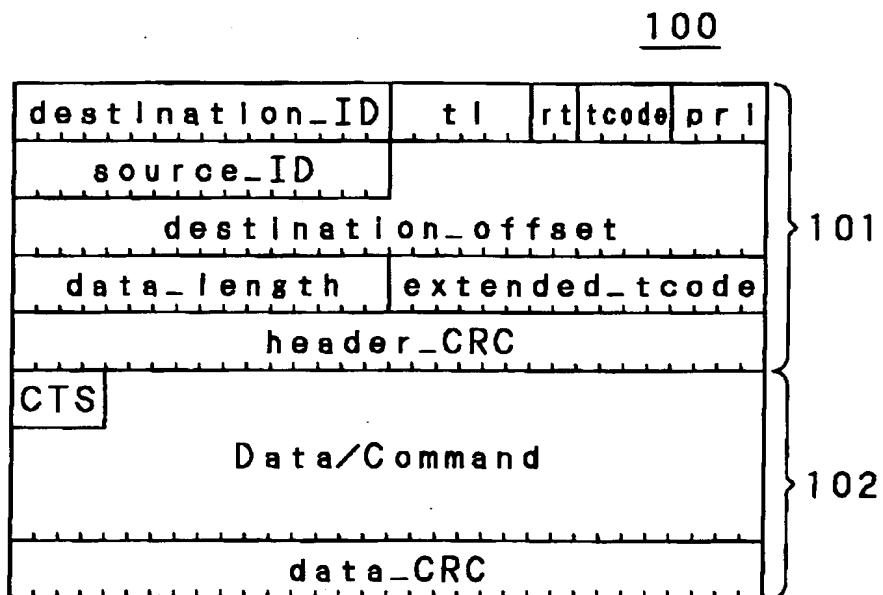 100
destination_ID tl rt tcode pri
source_ID
destination_offset
101
data_length extended_tcode
header_CRC
CTS
Data/Command
102
data_CRC